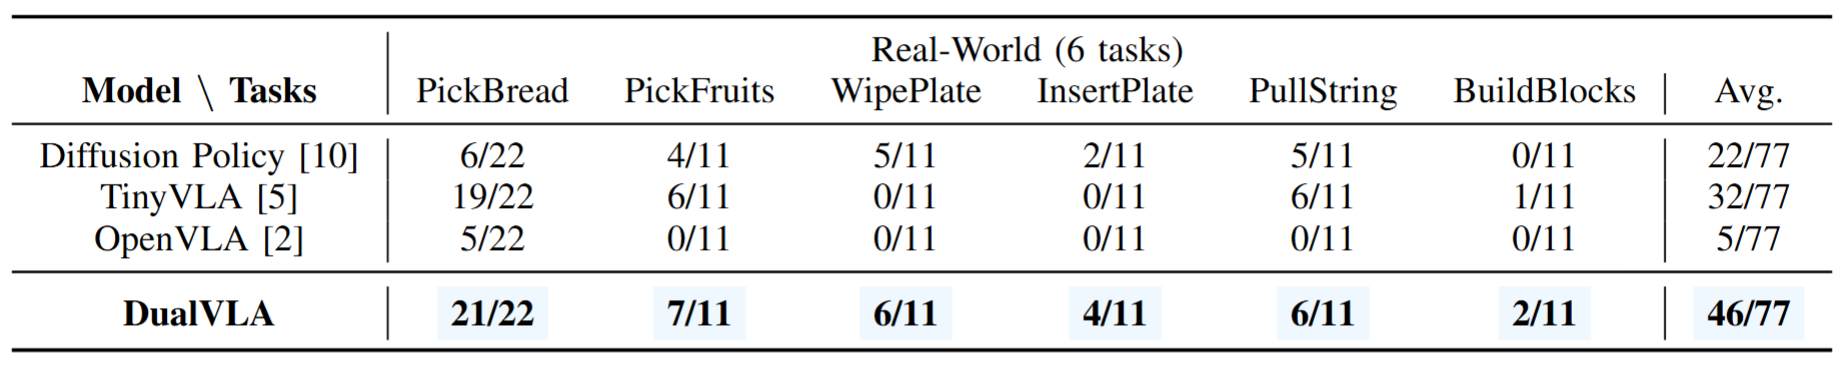 Real-World (6 tasks)
Model \ Tasks PickBread PickFruits WipePlate InsertPlate PullString BuildBlocks Avg.
Diffusion Policy [10] 6/22 4/11 5/11 2/11 5/11 0/11 22/77
TinyVLA [5] 19/22 6/11 0/11 0/11 6/11 1/11 32/77
OpenVLA [2] 5/22 0/11 0/11 0/11 0/11 0/11 5/77
DualVLA 21/22 7/11 6/11 4/11 6/11 2/11 46/77